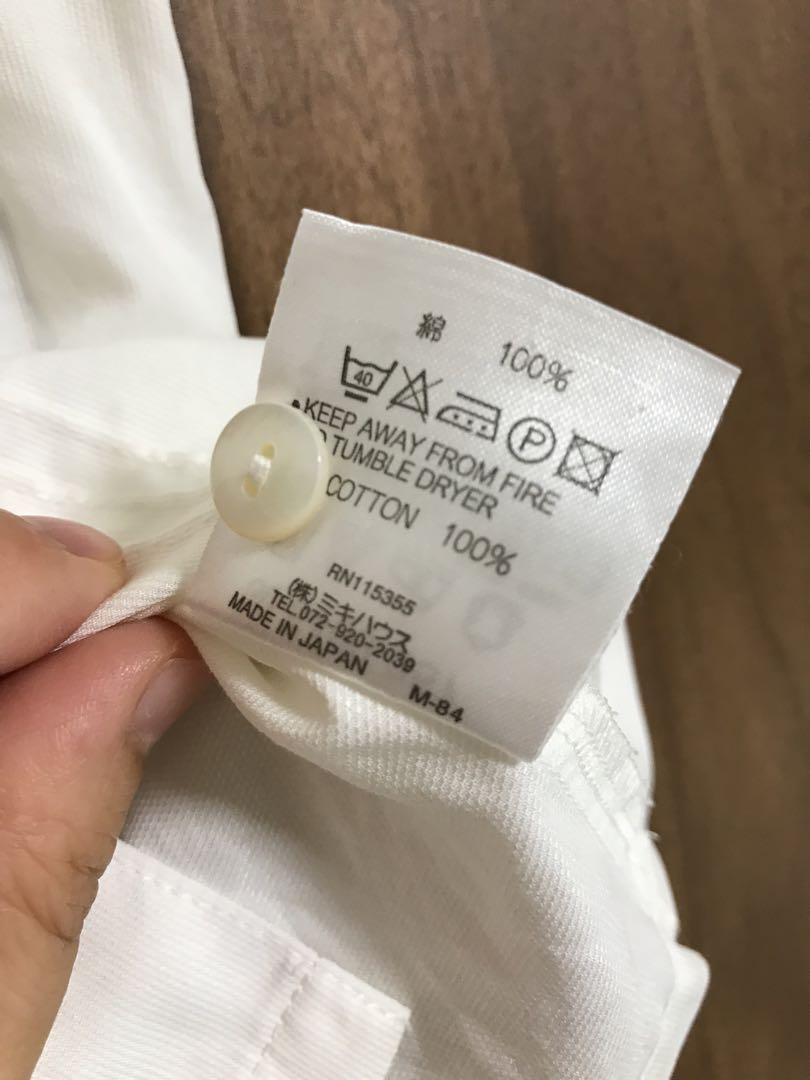 綿 100%
40 P
KEEP AWAY FROM FIRE
TUMBLE DRYER
COTTON 100%
RN115355
(株)ミキハウス
TEL.072-920-2039
MADE IN JAPAN M-84